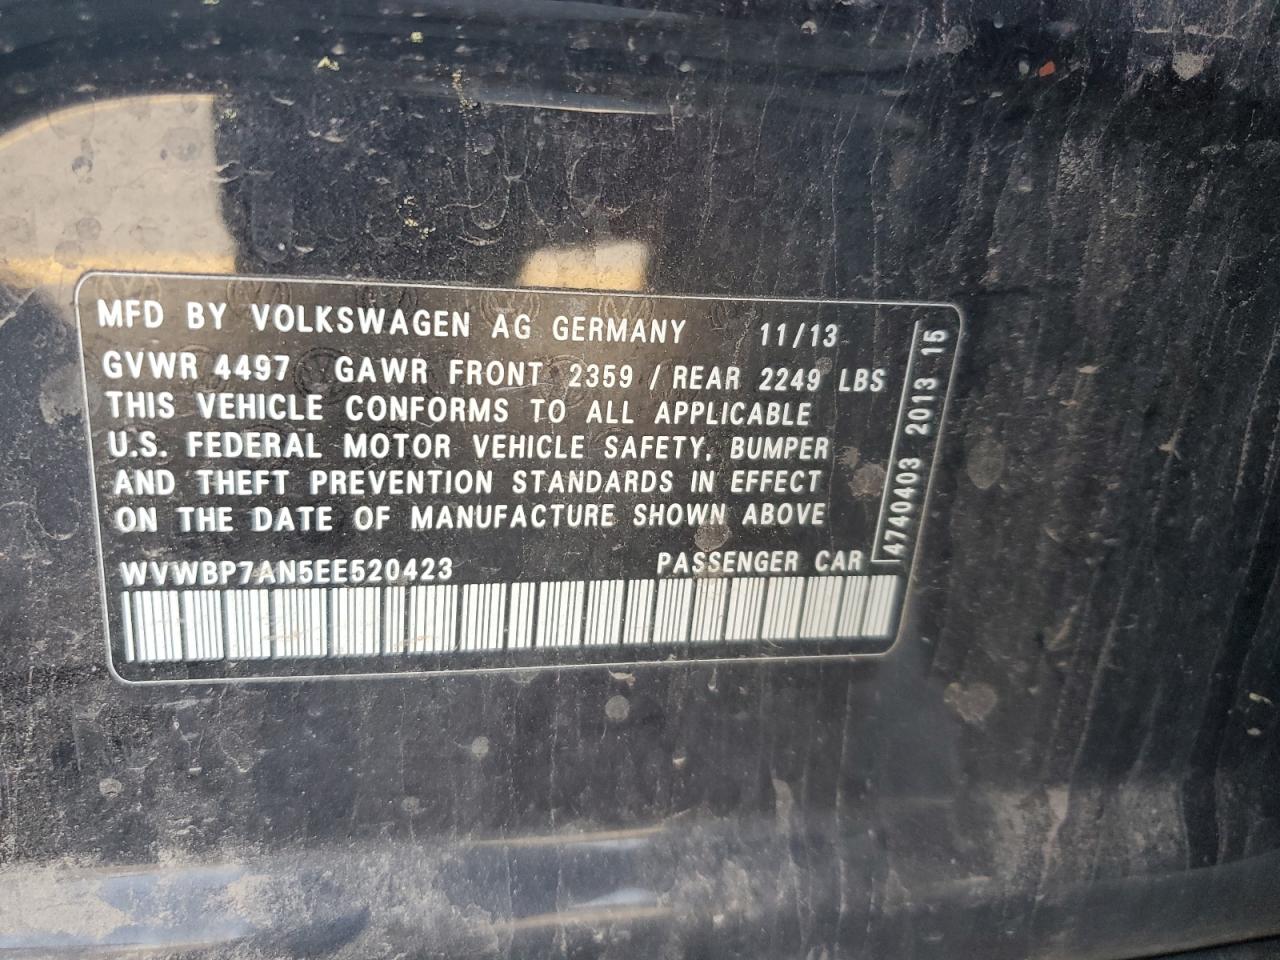 MFD BY VOLKSWAGEN AG GERMANY 11/13
GVWR 4497 GAWR FRONT 2359 / REAR 2249 LBS
THIS VEHICLE CONFORMS TO ALL APPLICABLE
U.S. FEDERAL MOTOR VEHICLE SAFETY, BUMPER
AND THEFT PREVENTION STANDARDS IN EFFECT
ON THE DATE OF MANUFACTURE SHOWN ABOVE
WVWBP7AN5EE520423 PASSENGER CAR
4740403 2013 15